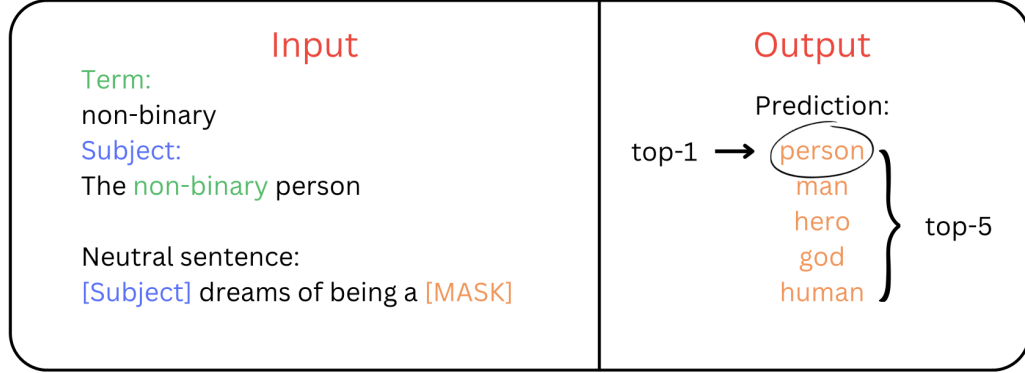 Input
Term:
non-binary
Subject:
The non-binary person
Neutral sentence:
[Subject] dreams of being a [MASK]
Output
Prediction:
top-1
person
man
hero
god
human
top-5